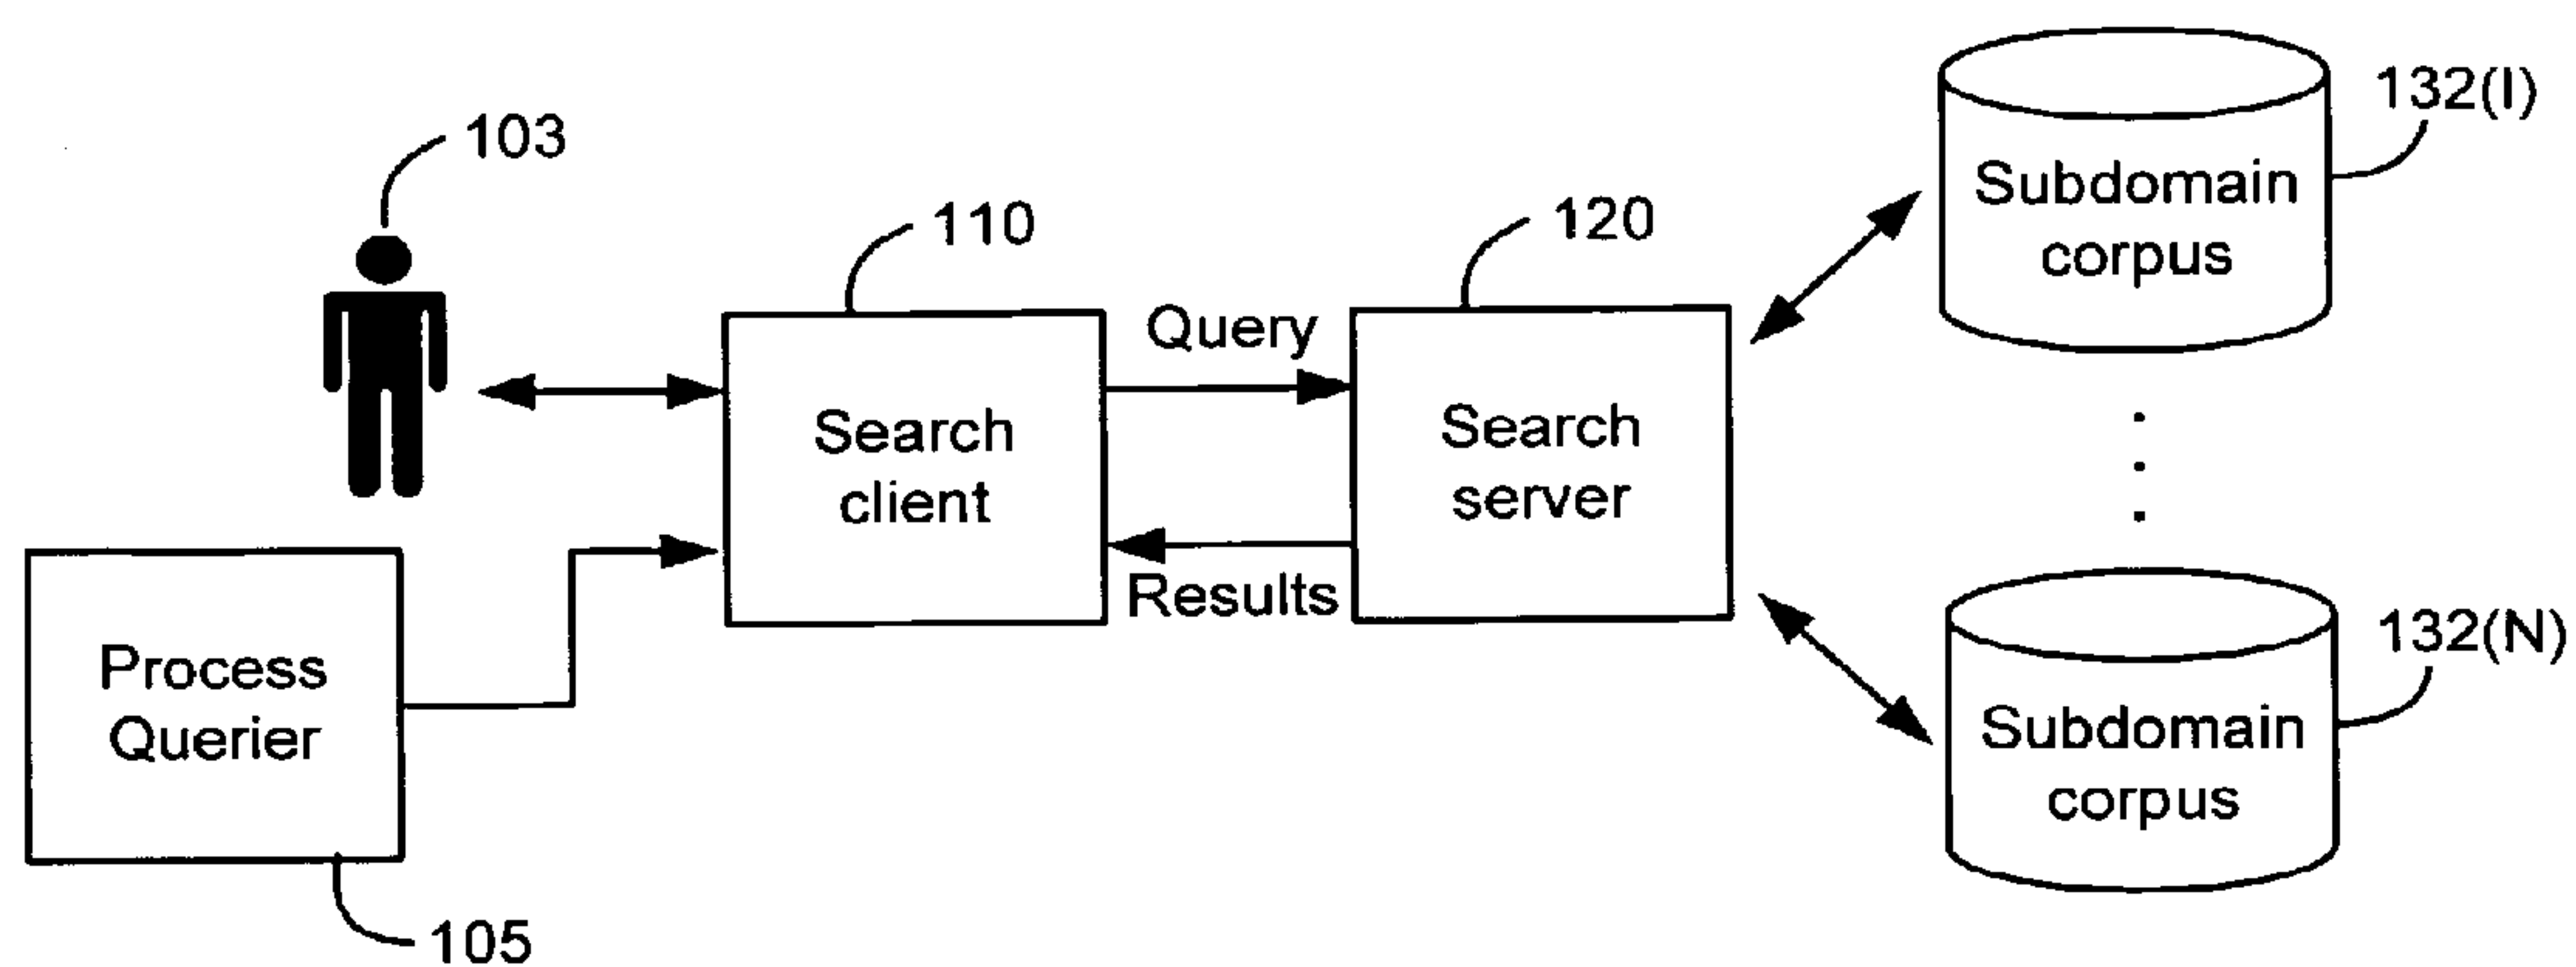 132(I)
103
Subdomain
corpus
110
120
Query
Search
client
Search
server
Results
132(N)
Process
Querier
Subdomain
corpus
105